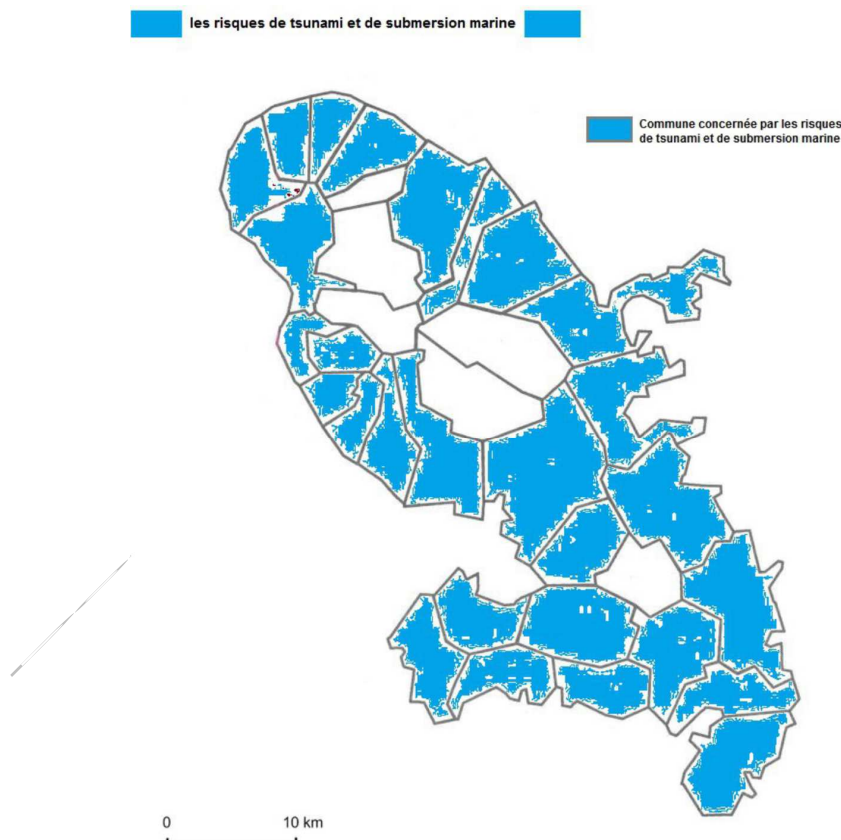 les risques de tsunami et de submersion marine
Commune concernée par les risques
de tsunami et de submersion marine
0 10 km